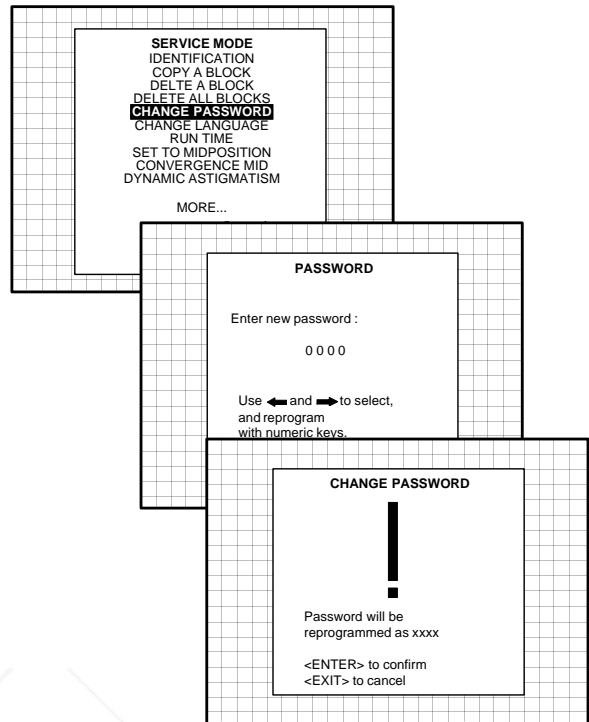 SERVICE MODE
IDENTIFICATION
COPY A BLOCK
DELTE A BLOCK
DELETE ALL BLOCKS
CHANGE PASSWORD
CHANGE LANGUAGE
RUN TIME
SET TO MIDPOSITION
CONVERGENCE MID
DYNAMIC ASTIGMATISM
MORE...
PASSWORD
Enter new password :
0 0 0 0
Use and to select,
and reprogram
with numeric keys.
CHANGE PASSWORD
!
Password will be
reprogrammed as xxxx
<ENTER> to confirm
<EXIT> to cancel